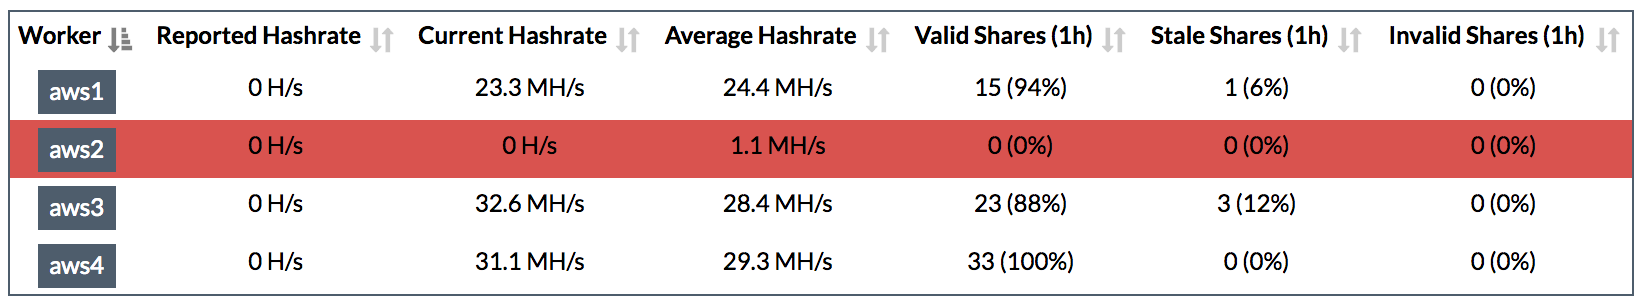 Worker Reported Hashrate Current Hashrate Average Hashrate Valid Shares (1h) Stale Shares (1h) Invalid Shares (1h)
aws1 0 H/s 23.3 MH/s 24.4 MH/s 15 (94%) 1 (6%) 0 (0%)
aws2 0 H/s 0 H/s 1.1 MH/s 0 (0%) 0 (0%) 0 (0%)
aws3 0 H/s 32.6 MH/s 28.4 MH/s 23 (88%) 3 (12%) 0 (0%)
aws4 0 H/s 31.1 MH/s 29.3 MH/s 33 (100%) 0 (0%) 0 (0%)